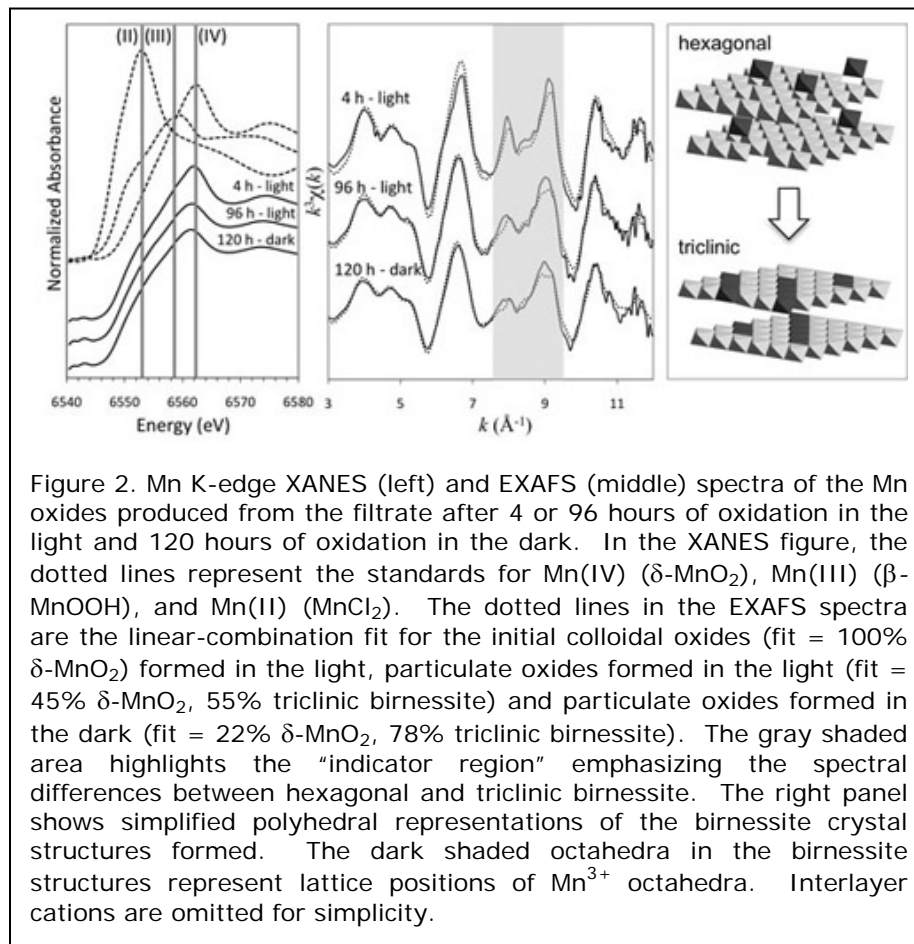 (II) (III) (IV)
Normalized Absorbance
4 h - light
96 h - light
120 h - dark
6540 6550 6560 6570 6580
Energy (eV)
k³χ(k)
4 h - light
96 h - light
120 h - dark
3 5 7 9 11
k (Å⁻¹)
hexagonal
triclinic
Figure 2. Mn K-edge XANES (left) and EXAFS (middle) spectra of the Mn
oxides produced from the filtrate after 4 or 96 hours of oxidation in the
light and 120 hours of oxidation in the dark. In the XANES figure, the
dotted lines represent the standards for Mn(IV) (δ-MnO₂), Mn(III) (β-
MnOOH), and Mn(II) (MnCl₂). The dotted lines in the EXAFS spectra
are the linear-combination fit for the initial colloidal oxides (fit = 100%
δ-MnO₂) formed in the light, particulate oxides formed in the light (fit =
45% δ-MnO₂, 55% triclinic birnessite) and particulate oxides formed in
the dark (fit = 22% δ-MnO₂, 78% triclinic birnessite). The gray shaded
area highlights the "indicator region" emphasizing the spectral
differences between hexagonal and triclinic birnessite. The right panel
shows simplified polyhedral representations of the birnessite crystal
structures formed. The dark shaded octahedra in the birnessite
structures represent lattice positions of Mn³⁺ octahedra. Interlayer
cations are omitted for simplicity.